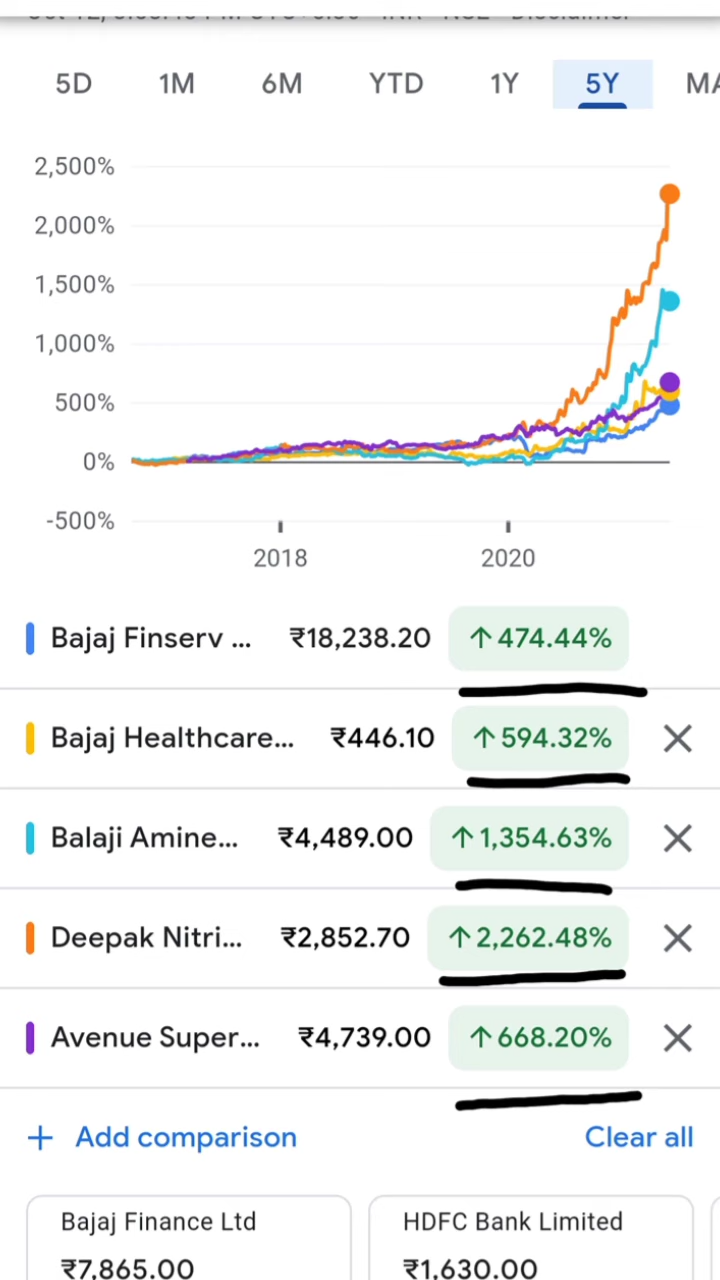 5D 1M 6M YTD 1Y 5Y MA
2,500%
2,000%
1,500%
1,000%
500%
0%
-500%
2018 2020
Bajaj Finserv ... ₹18,238.20 ↑474.44%
Bajaj Healthcare... ₹446.10 ↑594.32%
Balaji Amine... ₹4,489.00 ↑1,354.63%
Deepak Nitri... ₹2,852.70 ↑2,262.48%
Avenue Super... ₹4,739.00 ↑668.20%
+ Add comparison Clear all
Bajaj Finance Ltd HDFC Bank Limited
₹7,865.00 ₹1,630.00